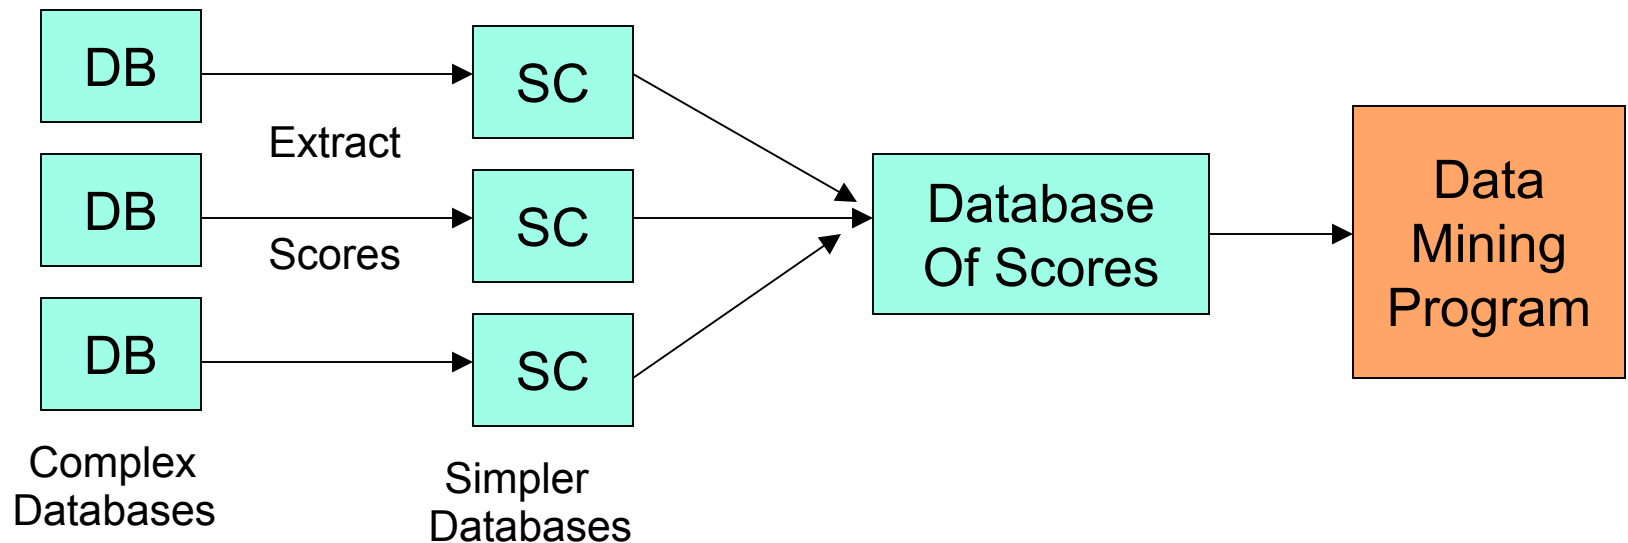 DB
SC
Extract
DB
SC
Scores
DB
SC
Database
Of Scores
Data
Mining
Program
Complex
Databases
Simpler
Databases